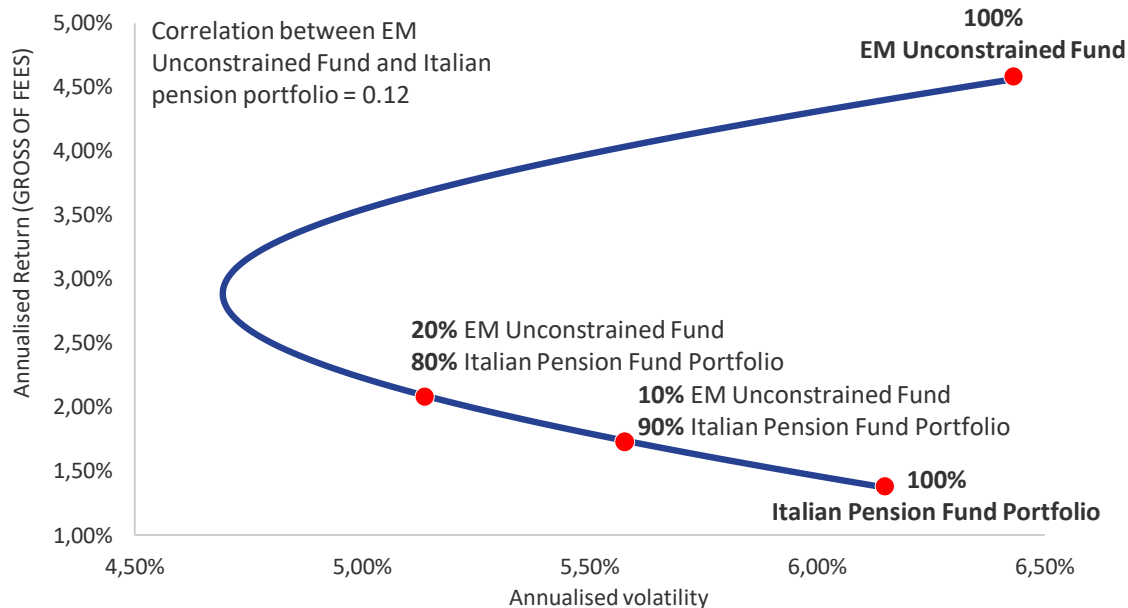 Annualised Return (GROSS OF FEES)
5,00%
4,50%
4,00%
3,50%
3,00%
2,50%
2,00%
1,50%
1,00%
Correlation between EM
Unconstrained Fund and Italian
pension portfolio = 0.12
100%
EM Unconstrained Fund
20% EM Unconstrained Fund
80% Italian Pension Fund Portfolio
10% EM Unconstrained Fund
90% Italian Pension Fund Portfolio
100%
Italian Pension Fund Portfolio
4,50%
5,00%
5,50%
6,00%
6,50%
Annualised volatility